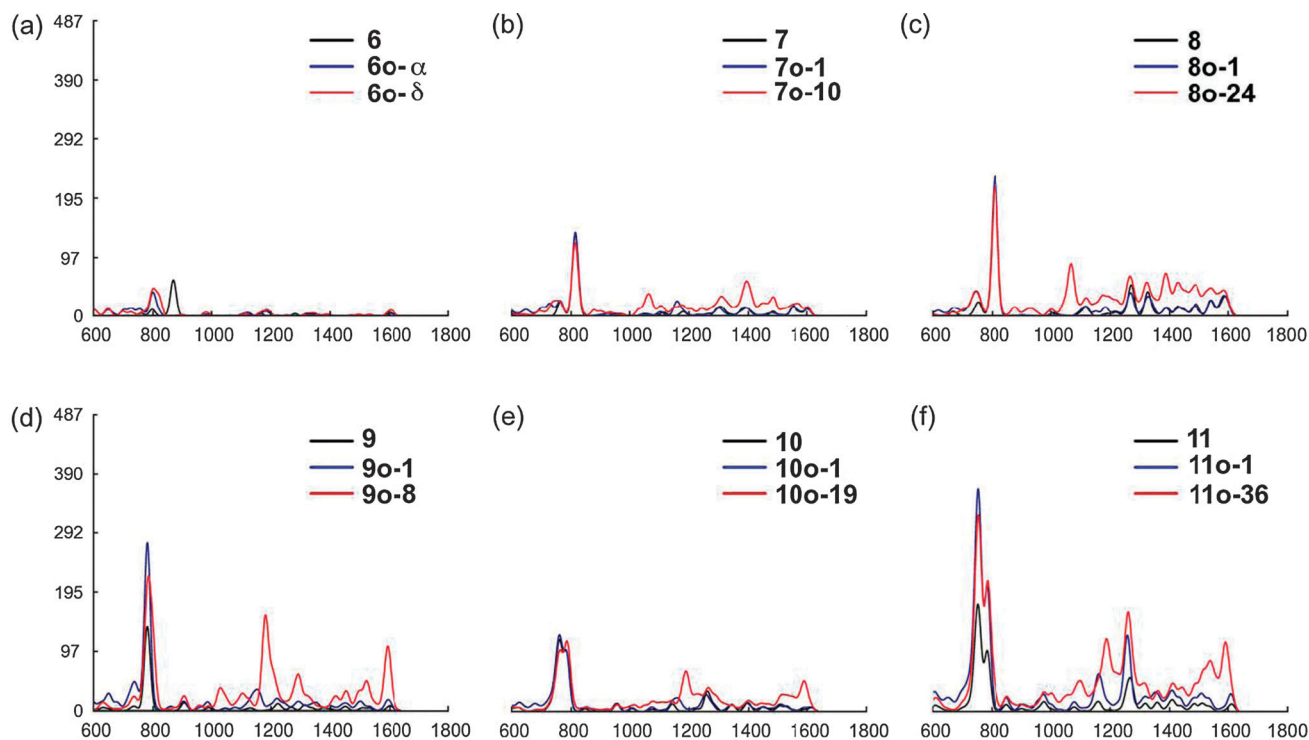 (a)
487
390
292
195
97
0
6
6o-α
6o-δ
600 800 1000 1200 1400 1600 1800
(b)
7
7o-1
7o-10
600 800 1000 1200 1400 1600 1800
(c)
8
8o-1
8o-24
600 800 1000 1200 1400 1600 1800
(d)
487
390
292
195
97
0
9
9o-1
9o-8
600 800 1000 1200 1400 1600 1800
(e)
10
10o-1
10o-19
600 800 1000 1200 1400 1600 1800
(f)
11
11o-1
11o-36
600 800 1000 1200 1400 1600 1800